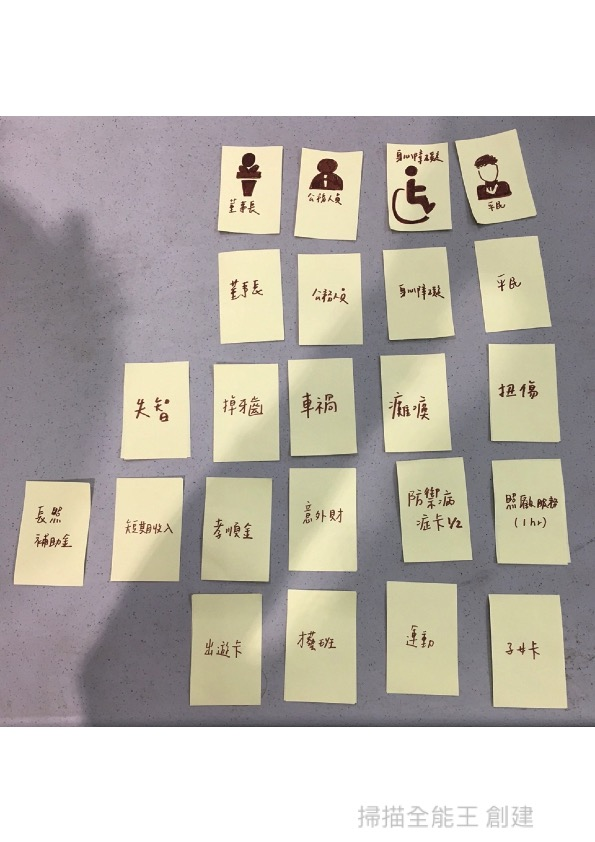 董事長
公務人員
身心障礙
平民
董事長
公務人員
身心障礙
平民
失智
掉牙齒
車禍
癱瘓
扭傷
長照
補助金
短期收入
孝順金
意外財
防禦病
症卡1/2
照顧服務
(1hr)
出遊卡
才藝班
運動
子女卡
掃描全能王 創建